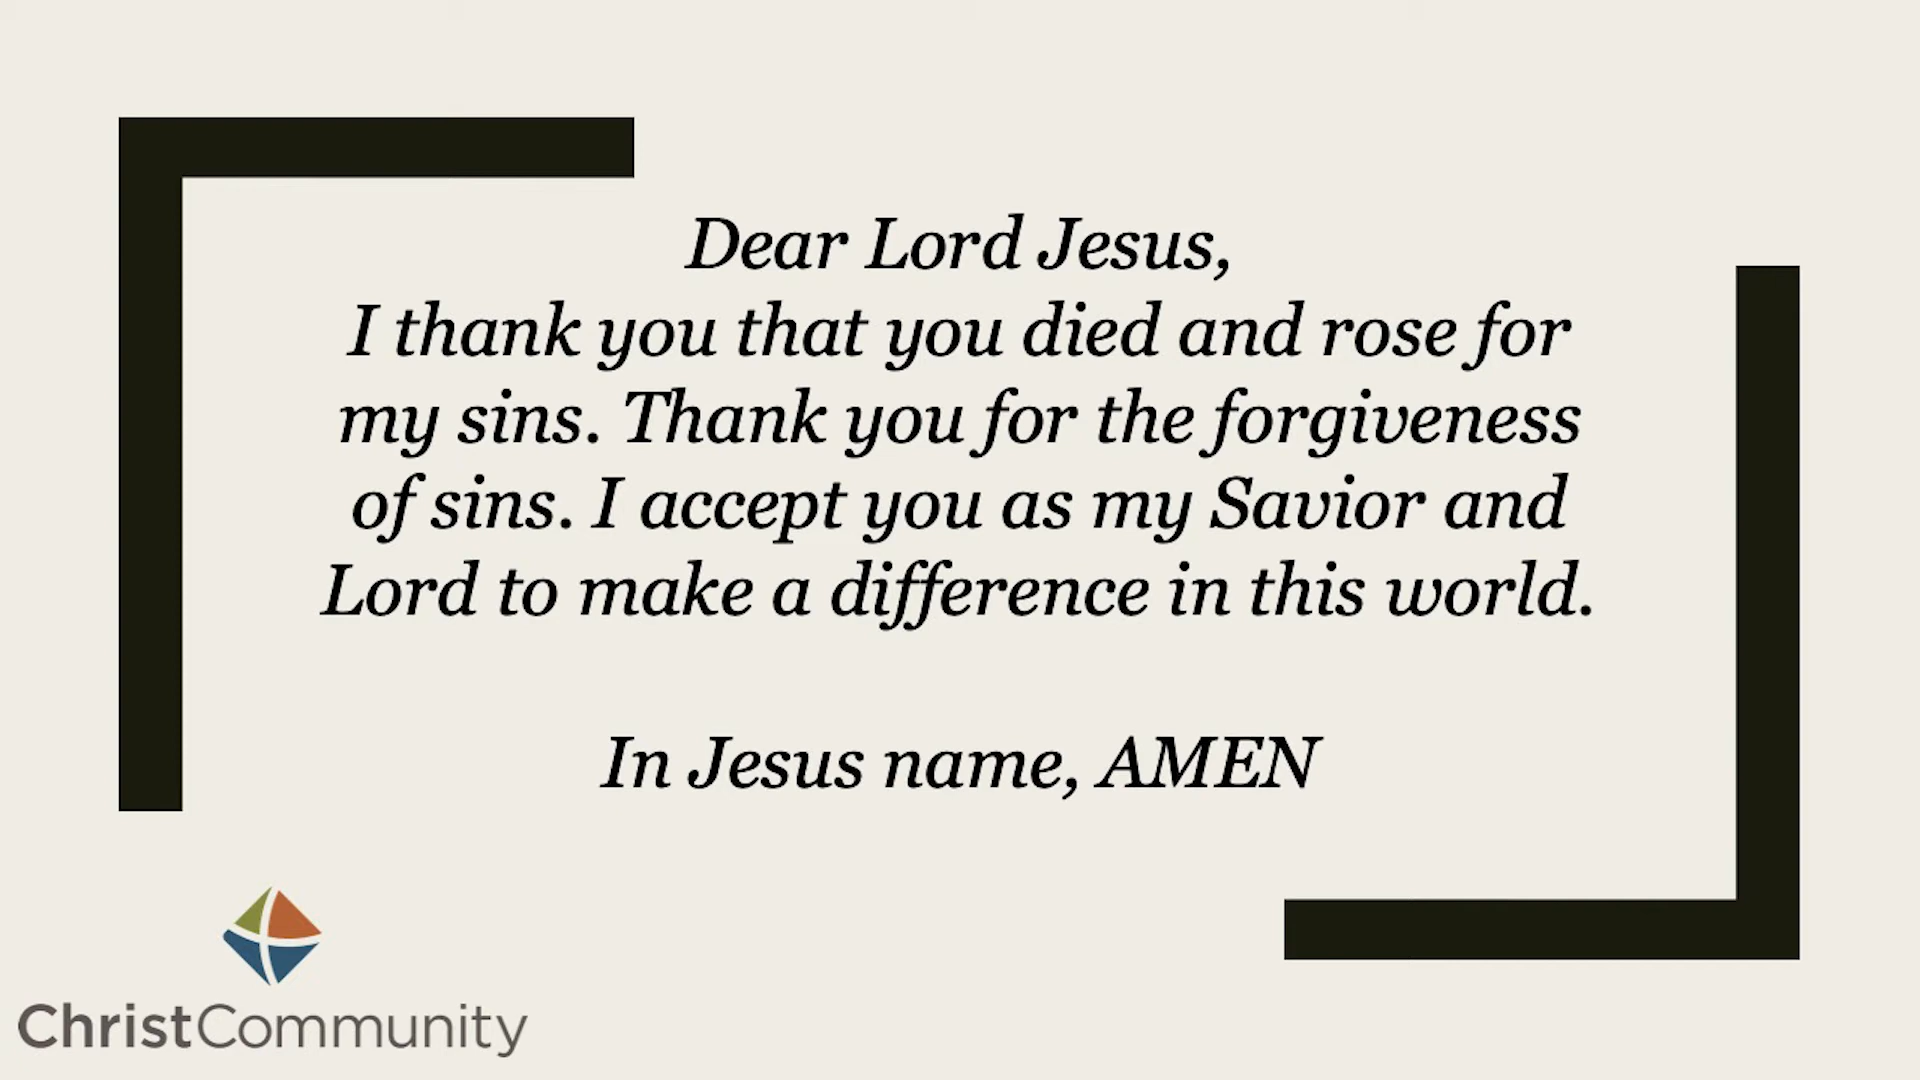 Dear Lord Jesus,
I thank you that you died and rose for
my sins. Thank you for the forgiveness
of sins. I accept you as my Savior and
Lord to make a difference in this world.
In Jesus name, AMEN
ChristCommunity